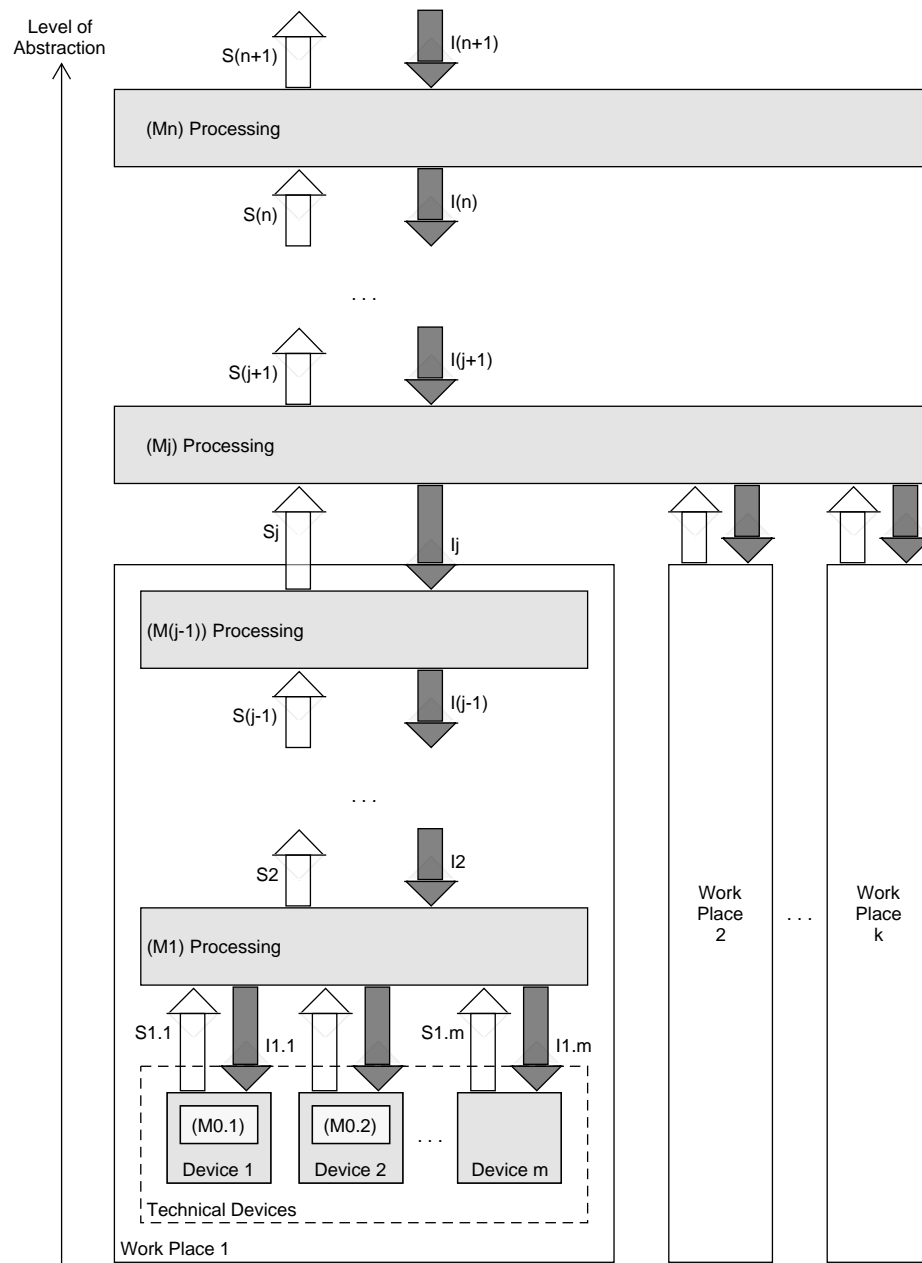 Level of
Abstraction
S(n+1)
I(n+1)
(Mn) Processing
S(n)
I(n)
. . .
S(j+1)
I(j+1)
(Mj) Processing
Sj
Ij
(M(j-1)) Processing
S(j-1)
I(j-1)
. . .
S2
I2
(M1) Processing
S1.1
I1.1
S1.m
I1.m
(M0.1)
(M0.2)
. . .
Device 1
Device 2
Device m
Technical Devices
Work Place 1
Work
Place
2
. . .
Work
Place
k